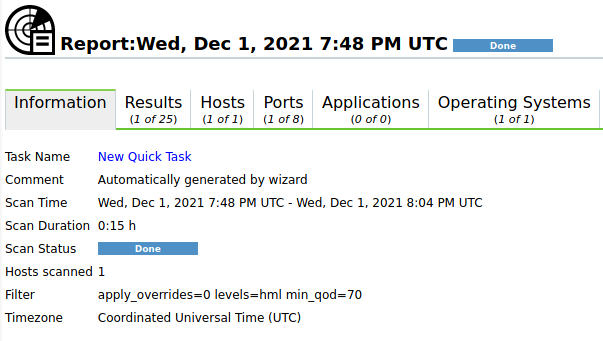 Report:Wed, Dec 1, 2021 7:48 PM UTC Done
Information Results Hosts Ports Applications Operating Systems
(1 of 25) (1 of 1) (1 of 8) (0 of 0) (1 of 1)
Task Name New Quick Task
Comment Automatically generated by wizard
Scan Time Wed, Dec 1, 2021 7:48 PM UTC - Wed, Dec 1, 2021 8:04 PM UTC
Scan Duration 0:15 h
Scan Status Done
Hosts scanned 1
Filter apply_overrides=0 levels=hml min_qod=70
Timezone Coordinated Universal Time (UTC)